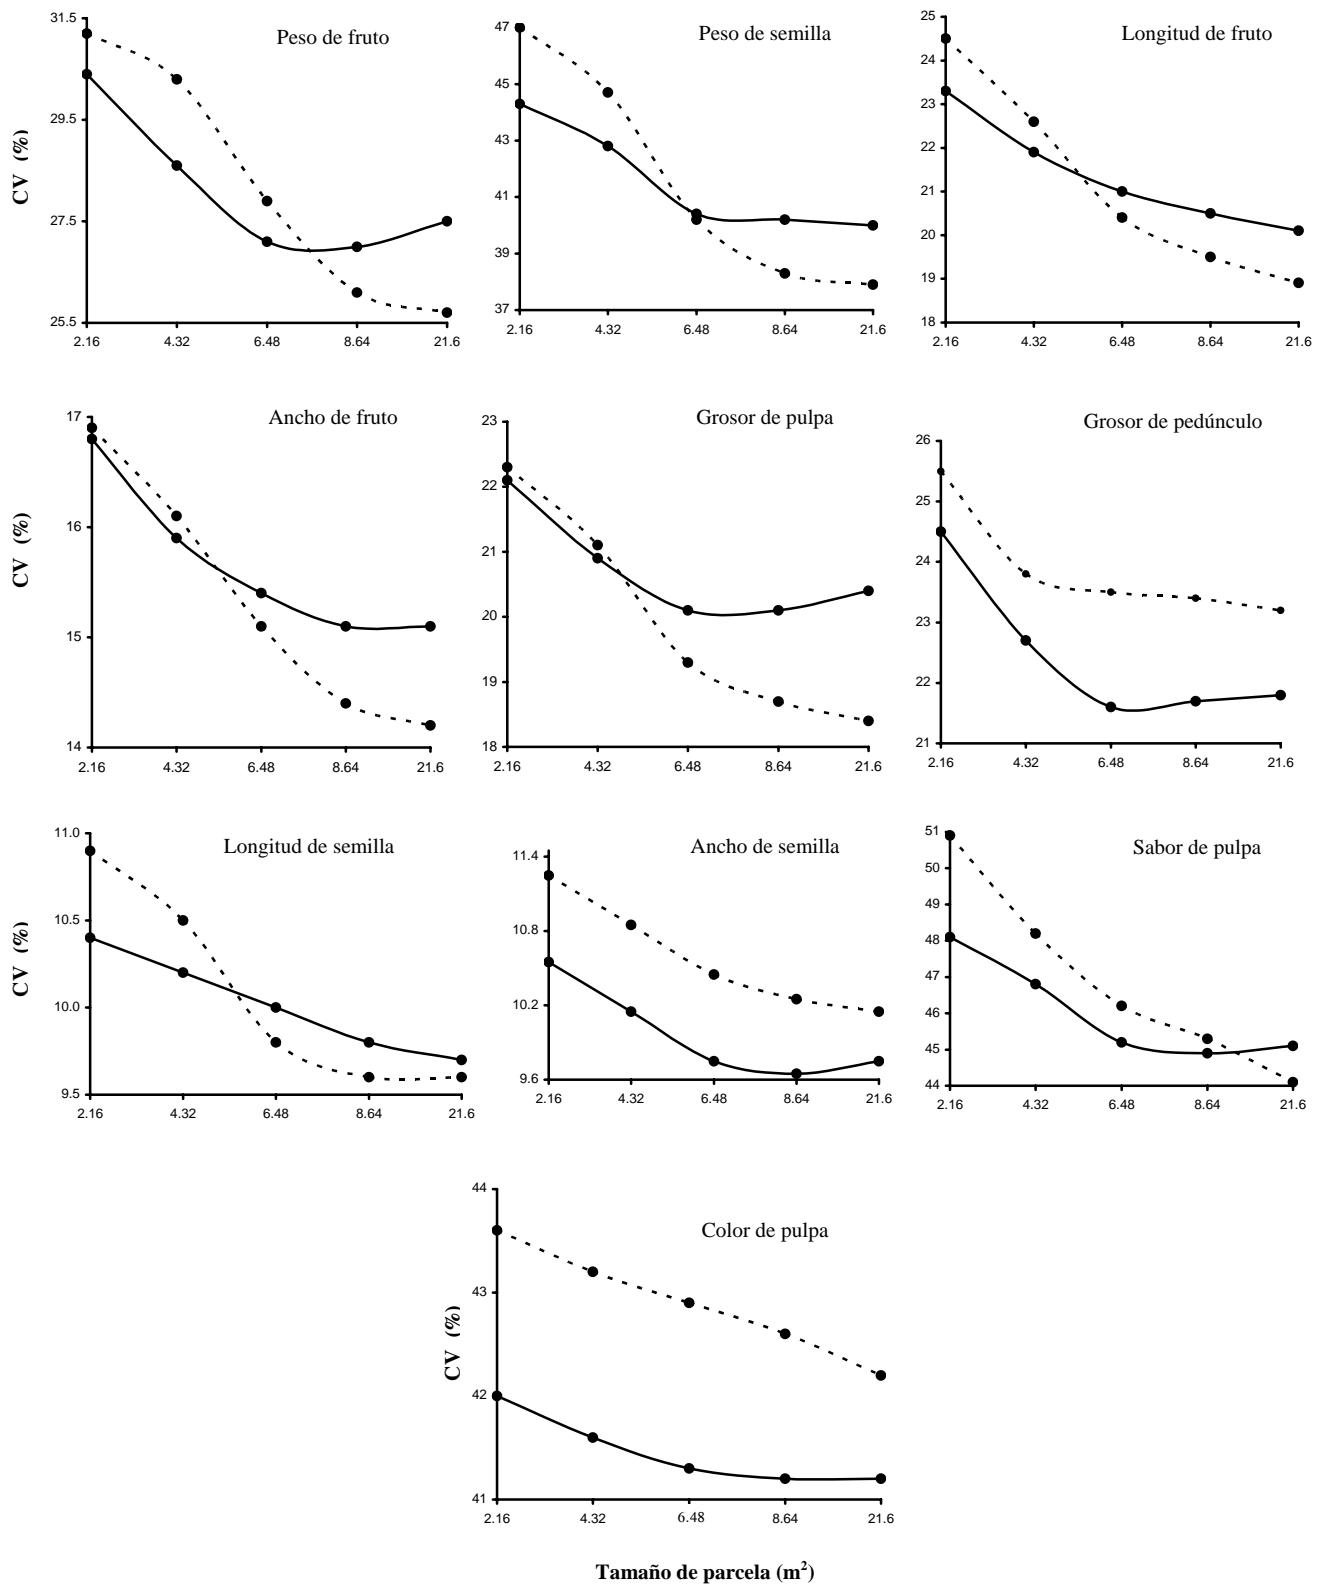 Peso de fruto
CV (%)
31.5
29.5
27.5
25.5
2.16 4.32 6.48 8.64 21.6
Peso de semilla
47
45
43
41
39
37
2.16 4.32 6.48 8.64 21.6
Longitud de fruto
25
24
23
22
21
20
19
18
2.16 4.32 6.48 8.64 21.6
Ancho de fruto
CV (%)
17
16
15
14
2.16 4.32 6.48 8.64 21.6
Grosor de pulpa
23
22
21
20
19
18
2.16 4.32 6.48 8.64 21.6
Grosor de pedúnculo
26
25
24
23
22
21
2.16 4.32 6.48 8.64 21.6
Longitud de semilla
CV (%)
11.0
10.5
10.0
9.5
2.16 4.32 6.48 8.64 21.6
Ancho de semilla
11.4
10.8
10.2
9.6
2.16 4.32 6.48 8.64 21.6
Sabor de pulpa
51
50
49
48
47
46
45
44
2.16 4.32 6.48 8.64 21.6
Color de pulpa
CV (%)
44
43
42
41
2.16 4.32 6.48 8.64 21.6
Tamaño de parcela (m²)